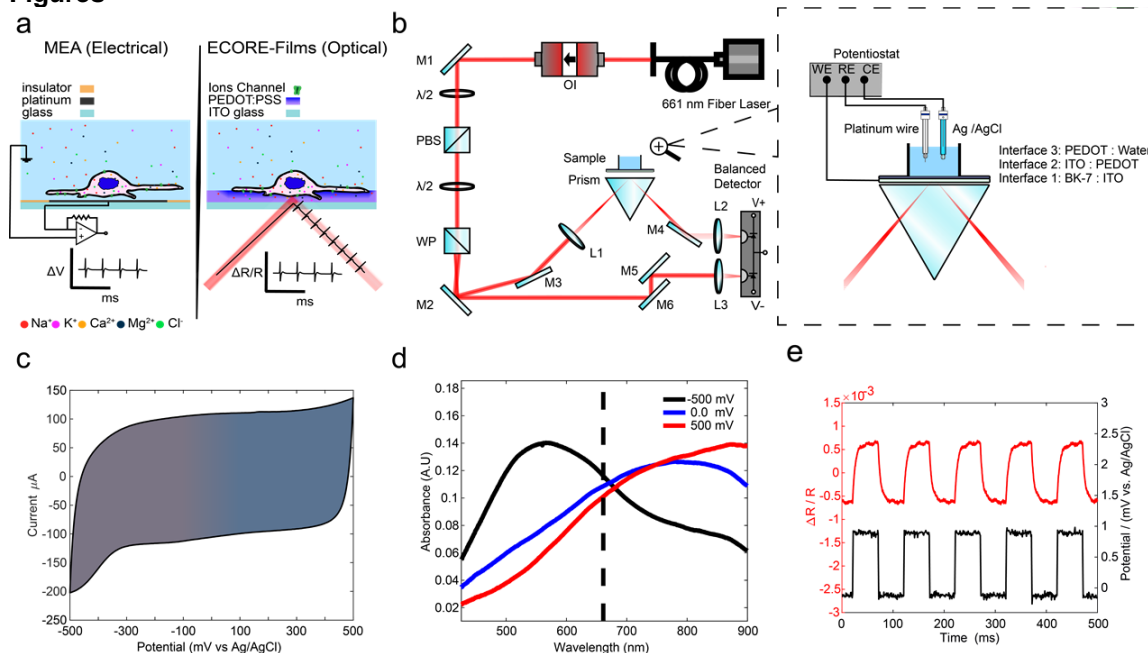 Figures
a
MEA (Electrical)
ECORE-Films (Optical)
insulator
platinum
glass
Ions Channel
PEDOT:PSS
ITO glass
-
+
ΔV
ms
ΔR/R
ms
Na⁺ K⁺ Ca²⁺ Mg²⁺ Cl⁻
b
M1
OI
661 nm Fiber Laser
λ/2
PBS
λ/2
WP
M2
M3
L1
Sample
Prism
M4
L2
Balanced
Detector
V+
M5
M6
L3
V-
Potentiostat
WE RE CE
Platinum wire
Ag /AgCl
Interface 3: PEDOT : Water
Interface 2: ITO : PEDOT
Interface 1: BK-7 : ITO
c
150
100
50
0
-50
-100
-150
-200
-250
Current μA
-500 -300 -100 100 300 500
Potential (mV vs Ag/AgCl)
d
0.18
0.16
0.14
0.12
0.1
0.08
0.06
0.04
0.02
Absorbance (A.U)
-500 mV
0.0 mV
500 mV
500 600 700 800 900
Wavelength (nm)
e
×10⁻³
1.5
1
0.5
0
-0.5
-1
-1.5
-2
-2.5
-3
ΔR / R
3
2.5
2
1.5
1
0.5
0
Potential / (mV vs. Ag/AgCl)
0 100 200 300 400 500
Time (ms)